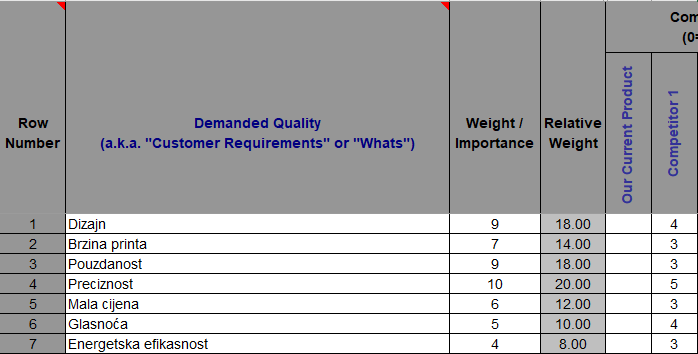 Com
(0=
Row Number
Demanded Quality
(a.k.a. "Customer Requirements" or "Whats")
Weight / Importance
Relative Weight
Our Current Product
Competitor 1
1 Dizajn 9 18.00 4
2 Brzina printa 7 14.00 3
3 Pouzdanost 9 18.00 3
4 Preciznost 10 20.00 5
5 Mala cijena 6 12.00 3
6 Glasnoća 5 10.00 4
7 Energetska efikasnost 4 8.00 3